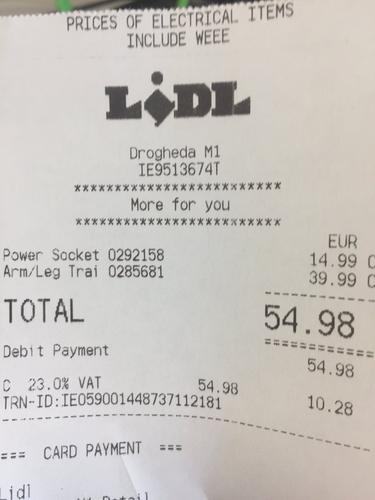 PRICES OF ELECTRICAL ITEMS
INCLUDE WEEE
LIDL
Drogheda M1
IE9513674T
*************************
More for you
*************************
EUR
Power Socket 0292158 14.99 C
Arm/Leg Trai 0285681 39.99 C
TOTAL 54.98
Debit Payment 54.98
C 23.0% VAT 54.98 10.28
TRN-ID:IE059001448737112181
=== CARD PAYMENT ===
Lidl